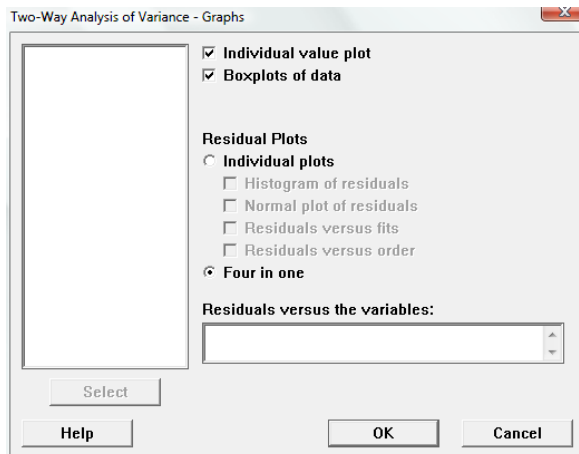 Two-Way Analysis of Variance - Graphs
Individual value plot
Boxplots of data
Residual Plots
Individual plots
Histogram of residuals
Normal plot of residuals
Residuals versus fits
Residuals versus order
Four in one
Residuals versus the variables:
Select
Help
OK
Cancel